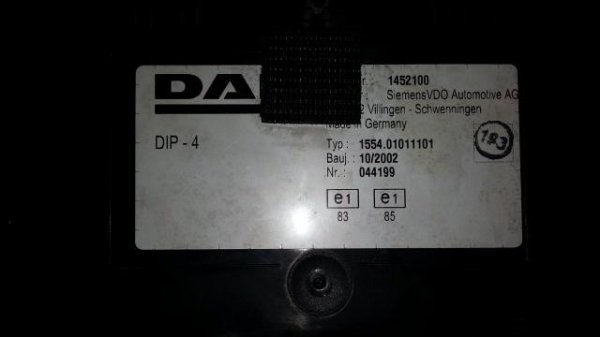 DA
r.: 1452100
: SiemensVDO Automotive AG
2 Villingen - Schwenningen
Made in Germany
DIP - 4
Typ : 1554.01011101
Bauj. : 10/2002
Nr. : 044199
183
e1 e1
83 85